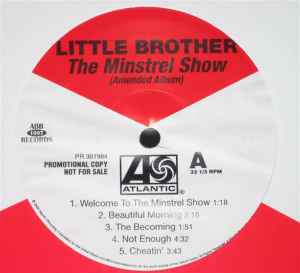 LITTLE BROTHER
The Minstrel Show
(Amended Album)
ABB
RECORDS
PR 301984
PROMOTIONAL COPY
NOT FOR SALE
ATLANTIC
A
33 1/3 RPM
1. Welcome To The Minstrel Show 1:18
2. Beautiful Morning
3. The Becoming 1:51
4. Not Enough 4:32
5. Cheatin' 3:43